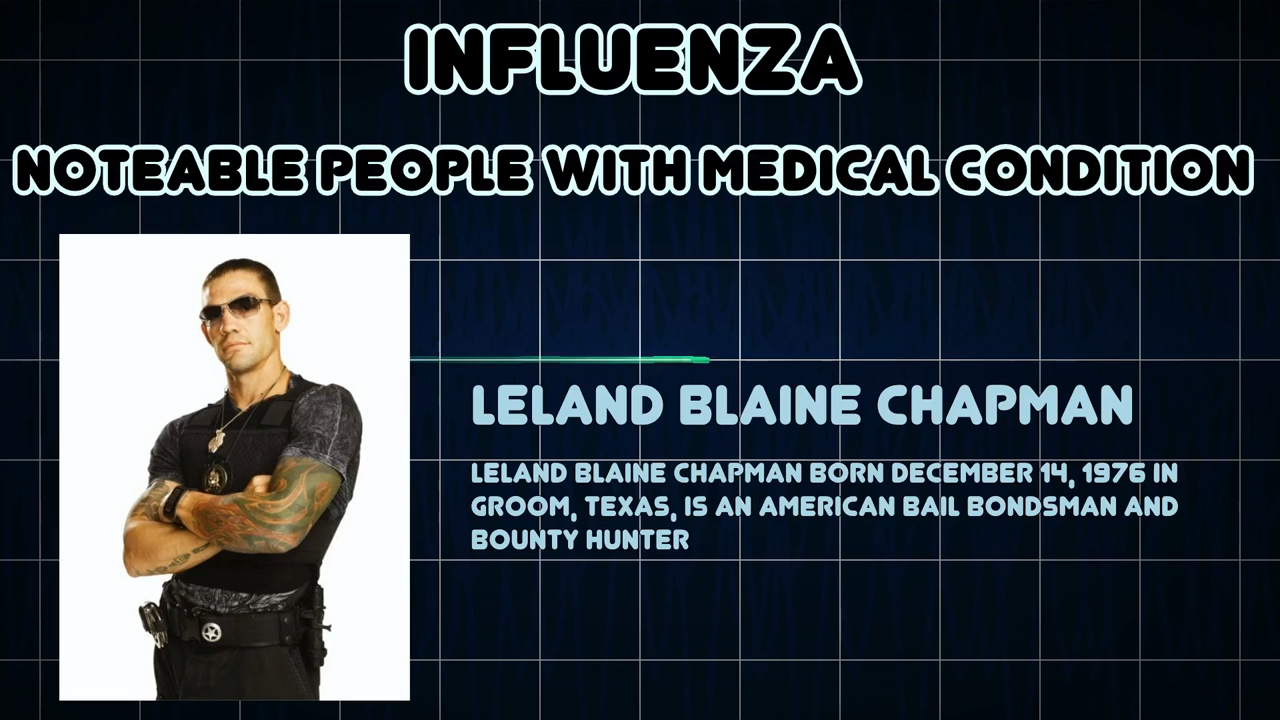 INFLUENZA
NOTEABLE PEOPLE WITH MEDICAL CONDITION
LELAND BLAINE CHAPMAN
LELAND BLAINE CHAPMAN BORN DECEMBER 14, 1976 IN
GROOM, TEXAS, IS AN AMERICAN BAIL BONDSMAN AND
BOUNTY HUNTER